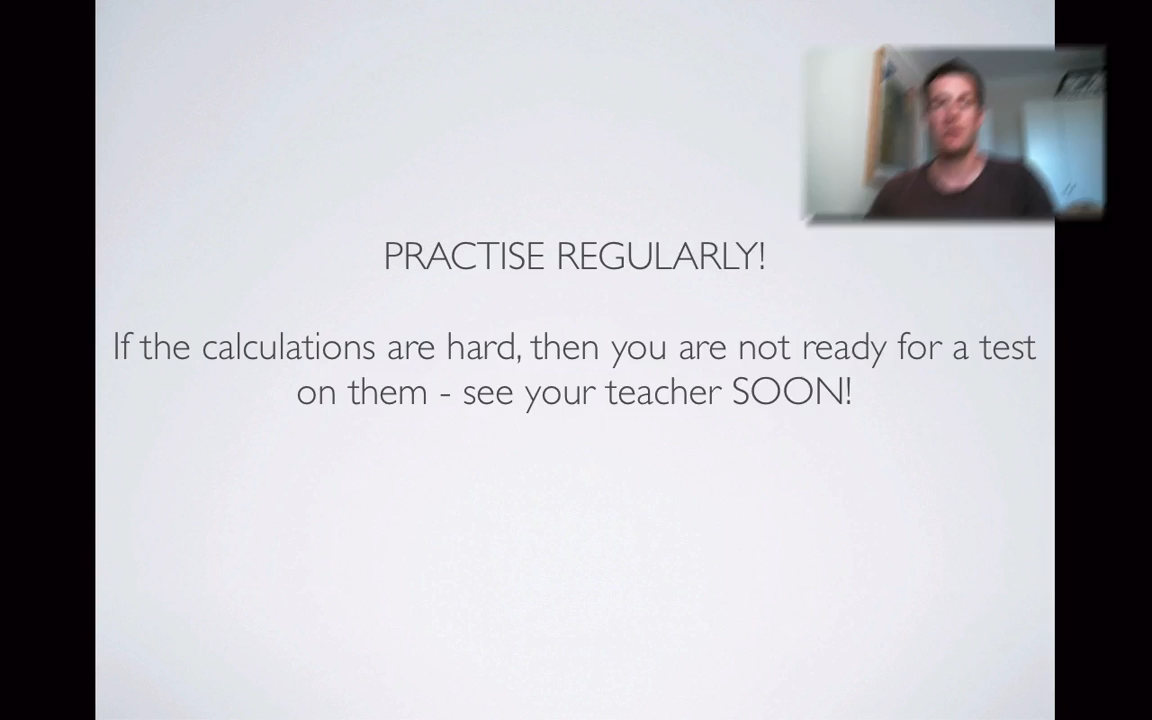 PRACTISE REGULARLY!
If the calculations are hard, then you are not ready for a test
on them - see your teacher SOON!